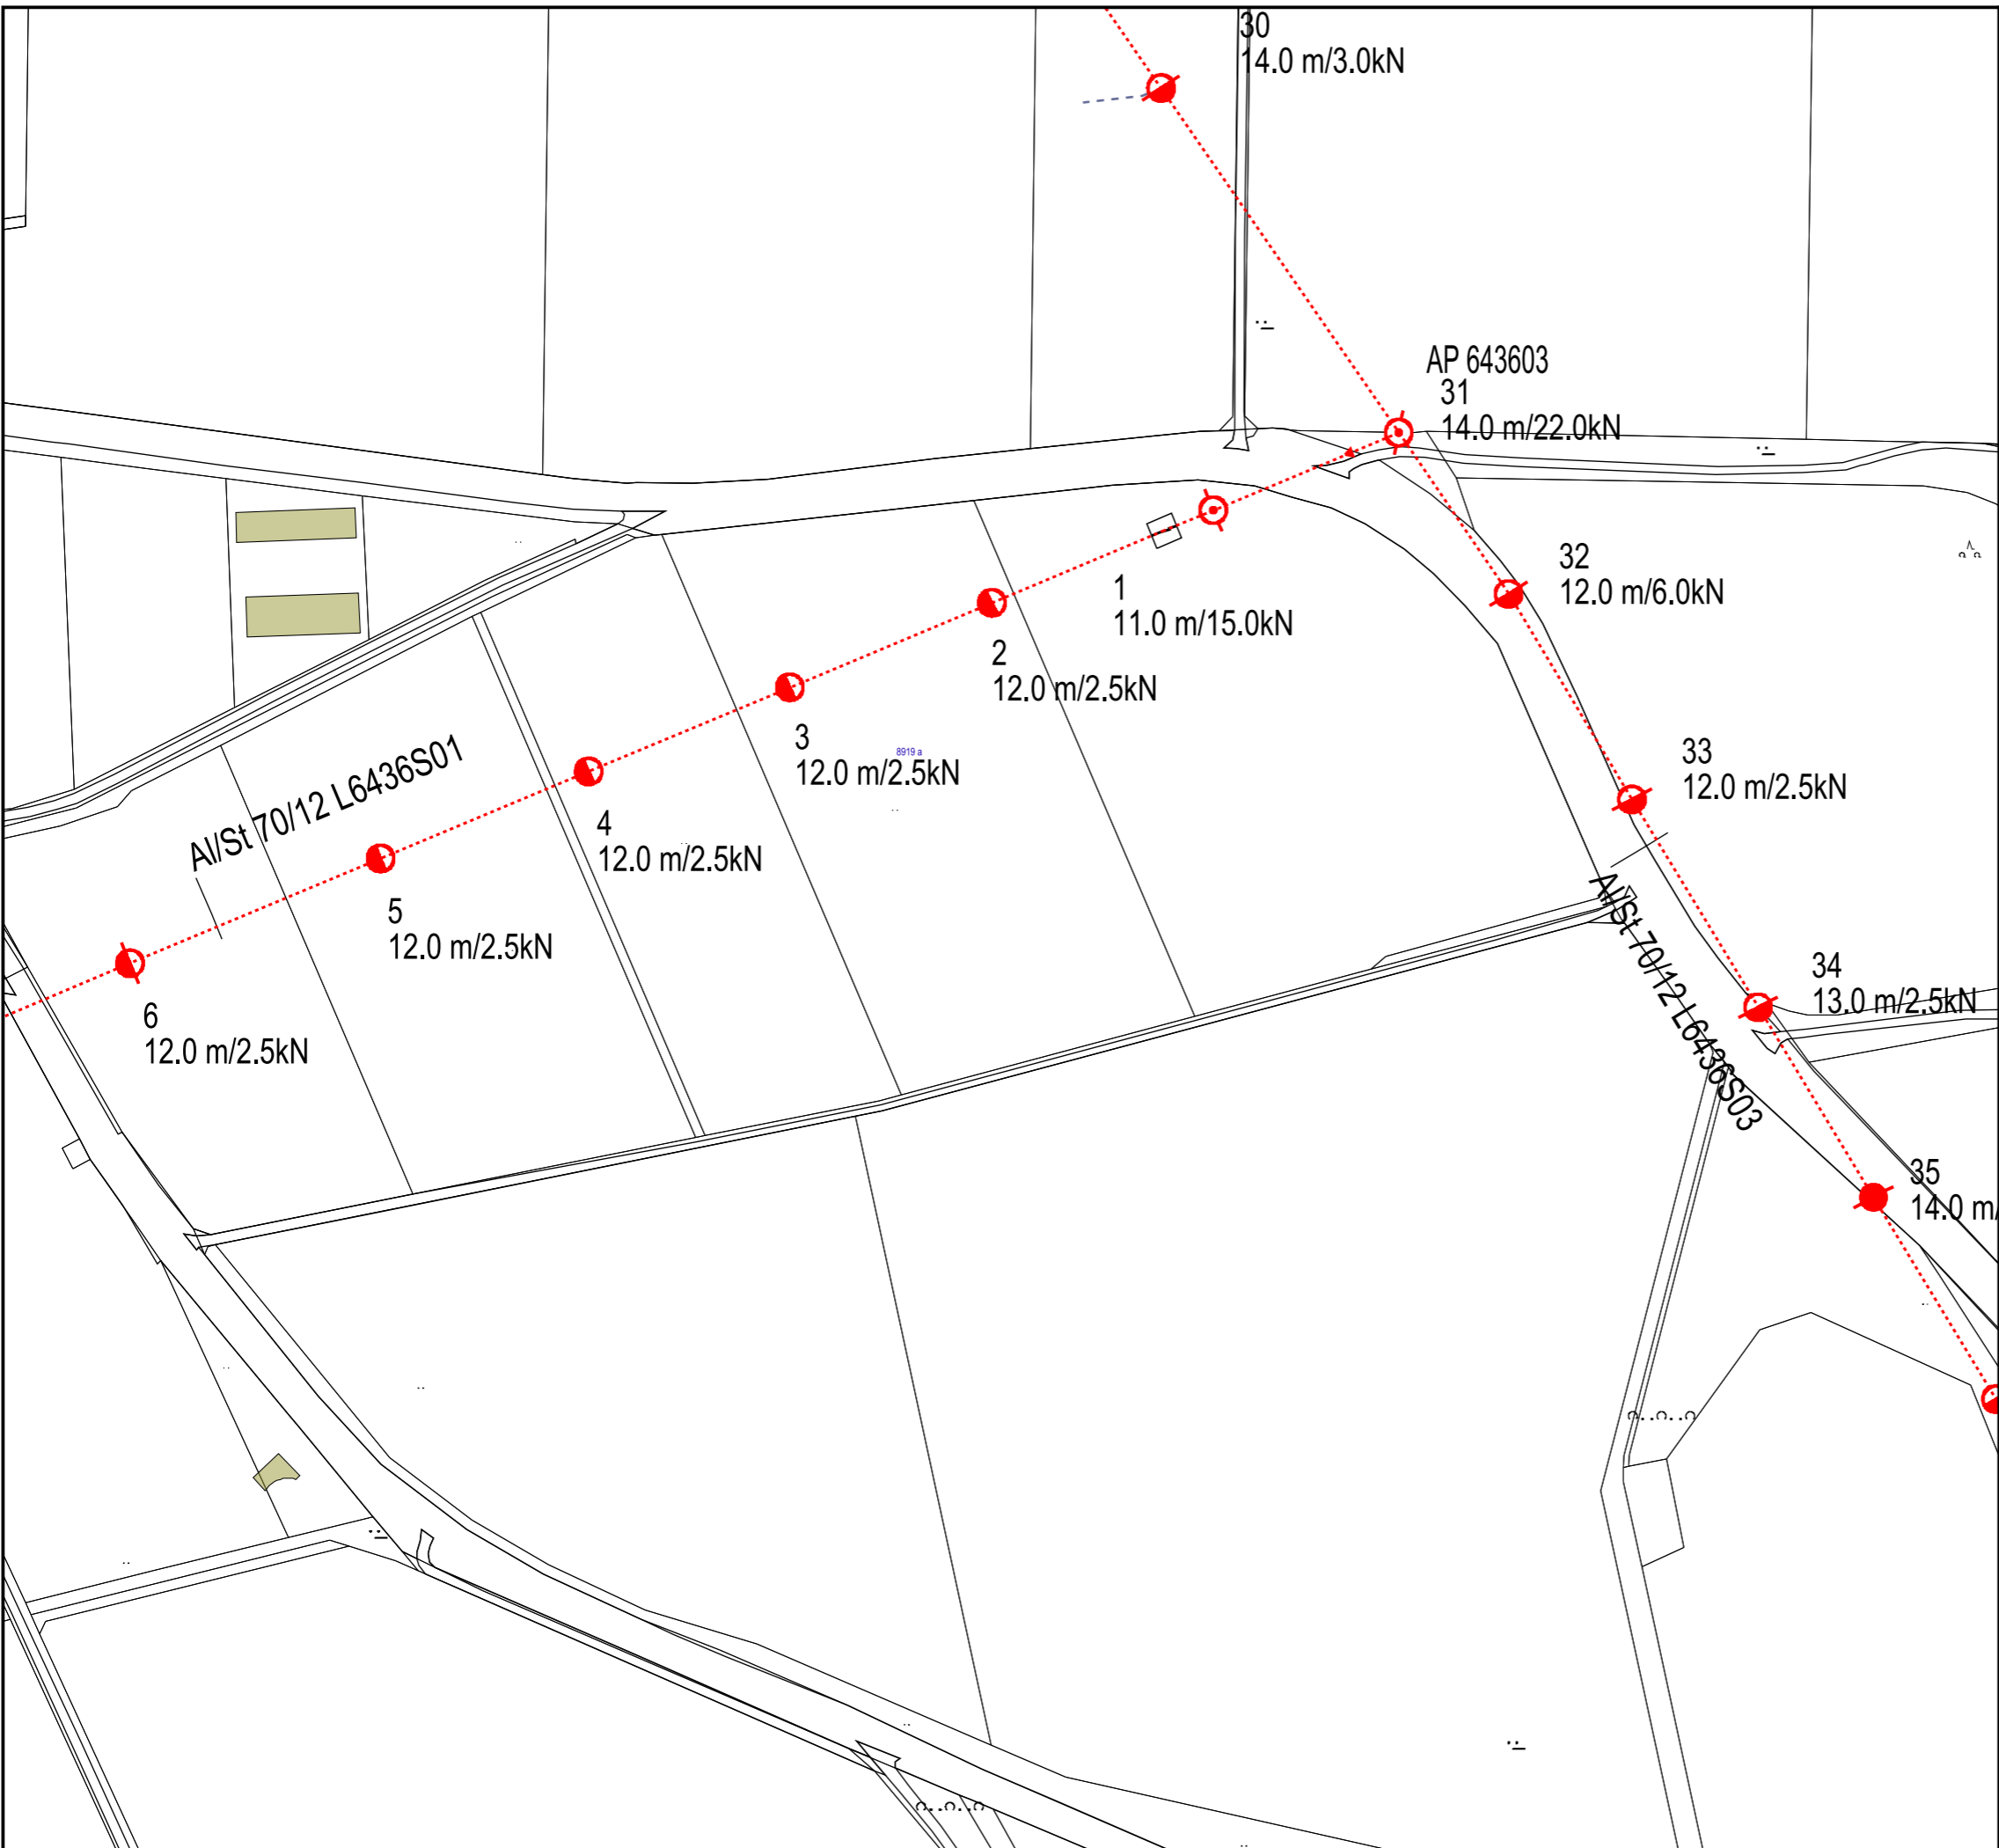 30
14.0 m/3.0kN
AP 643603
31
14.0 m/22.0kN
32
12.0 m/6.0kN
1
11.0 m/15.0kN
2
12.0 m/2.5kN
3
12.0 m/2.5kN
8919 a
33
12.0 m/2.5kN
Al/St 70/12 L6436S01
4
12.0 m/2.5kN
5
12.0 m/2.5kN
Al/St 70/12 L6436S03
34
13.0 m/2.5kN
6
12.0 m/2.5kN
35
14.0 m/